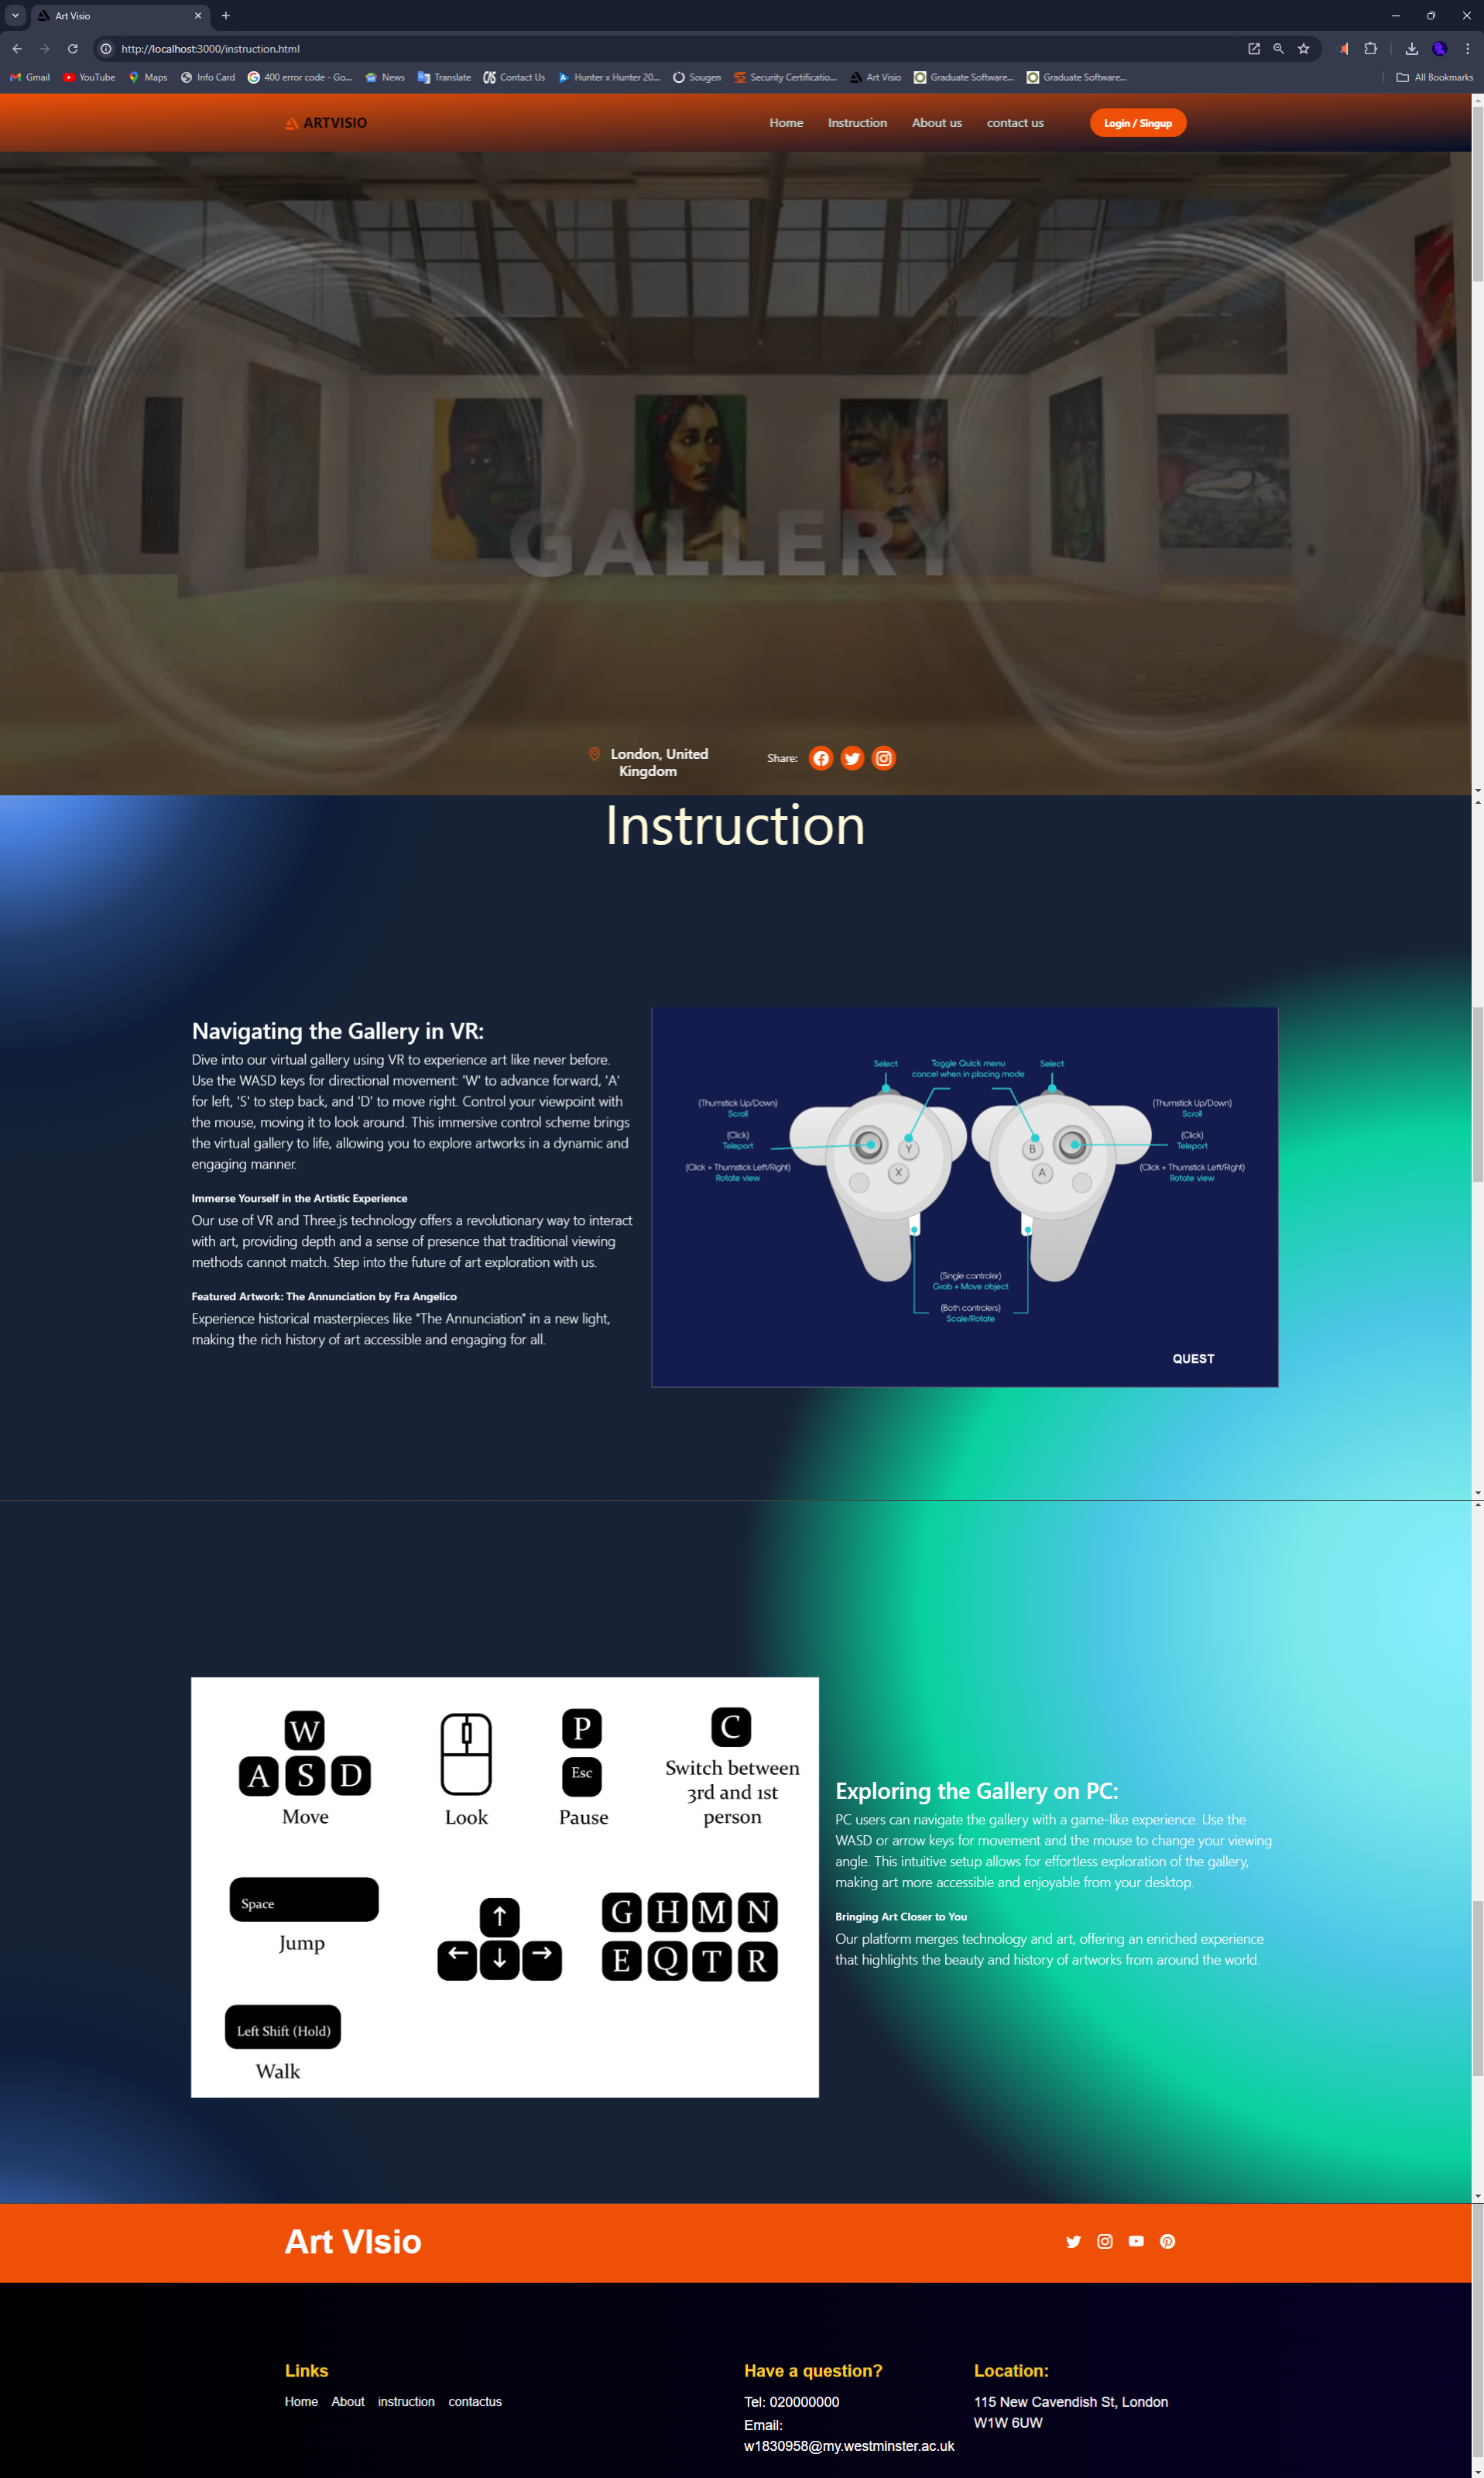 Art Visio
http://localhost:3000/instruction.html
Gmail YouTube Maps Info Card 400 error code - Go... News Translate Contact Us Hunter x Hunter 20... Sougen Security Certificatio... Art Visio Graduate Software... Graduate Software... All Bookmarks
ARTVISIO Home Instruction About us contact us Login / Singup
GALLERY
London, United
Kingdom
Share:
Instruction
Navigating the Gallery in VR:
Dive into our virtual gallery using VR to experience art like never before.
Use the WASD keys for directional movement: 'W' to advance forward, 'A'
for left, 'S' to step back, and 'D' to move right. Control your viewpoint with
the mouse, moving it to look around. This immersive control scheme brings
the virtual gallery to life, allowing you to explore artworks in a dynamic and
engaging manner.
Immerse Yourself in the Artistic Experience
Our use of VR and Three.js technology offers a revolutionary way to interact
with art, providing depth and a sense of presence that traditional viewing
methods cannot match. Step into the future of art exploration with us.
Featured Artwork: The Annunciation by Fra Angelico
Experience historical masterpieces like "The Annunciation" in a new light,
making the rich history of art accessible and engaging for all.
Select
Toggle Quick menu
cancel when in placing mode
Select
(Thumstick Up/Down)
Scroll
(Click)
Teleport
(Click + Thumstick Left/Right)
Rotate view
Y
X
B
A
(Thumstick Up/Down)
Scroll
(Click)
Teleport
(Click + Thumstick Left/Right)
Rotate view
(Single controler)
Grab + Move object
(Both controlers)
Scale/Rotate
QUEST
W
A S D
Move
Look
P
Esc
Pause
C
Switch between
3rd and 1st
person
Space
Jump
↑
← ↓ →
G H M N
E Q T R
Left Shift (Hold)
Walk
Exploring the Gallery on PC:
PC users can navigate the gallery with a game-like experience. Use the
WASD or arrow keys for movement and the mouse to change your viewing
angle. This intuitive setup allows for effortless exploration of the gallery,
making art more accessible and enjoyable from your desktop.
Bringing Art Closer to You
Our platform merges technology and art, offering an enriched experience
that highlights the beauty and history of artworks from around the world.
Art VIsio
Links
Home About instruction contactus
Have a question?
Tel: 020000000
Email:
w1830958@my.westminster.ac.uk
Location:
115 New Cavendish St, London
W1W 6UW